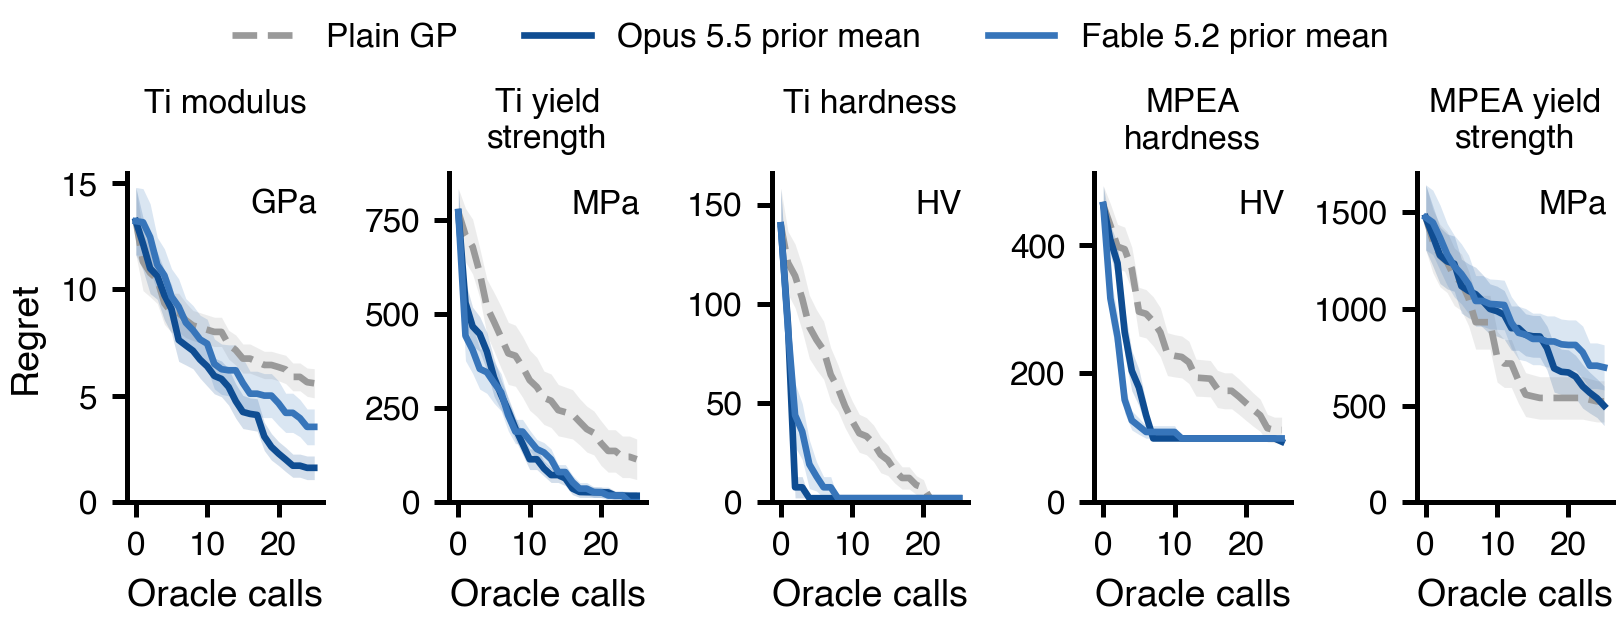 Plain GP
Opus 5.5 prior mean
Fable 5.2 prior mean
Ti modulus
Ti yield
strength
Ti hardness
MPEA
hardness
MPEA yield
strength
Regret
GPa
15
10
5
0
0 10 20
Oracle calls
MPa
750
500
250
0
0 10 20
Oracle calls
HV
150
100
50
0
0 10 20
Oracle calls
HV
400
200
0
0 10 20
Oracle calls
MPa
1500
1000
500
0
0 10 20
Oracle calls